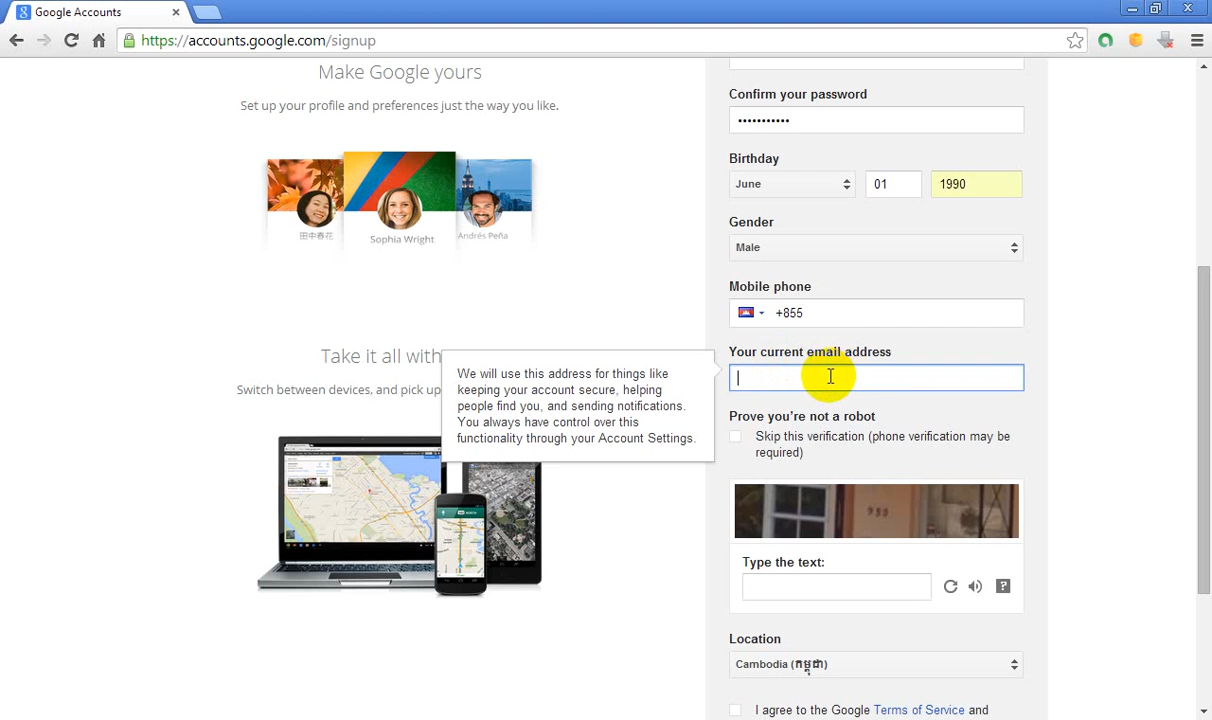 Google Accounts
https://accounts.google.com/signup
Make Google yours
Set up your profile and preferences just the way you like.
田中春花
Sophia Wright
Andrés Peña
Take it all with
Switch between devices, and pick up
We will use this address for things like
keeping your account secure, helping
people find you, and sending notifications.
You always have control over this
functionality through your Account Settings.
Confirm your password
•••••••••••
Birthday
June
01
1990
Gender
Male
Mobile phone
+855
Your current email address
Prove you're not a robot
Skip this verification (phone verification may be
required)
980
Type the text:
Location
Cambodia (កម្ពុជា)
I agree to the Google Terms of Service and